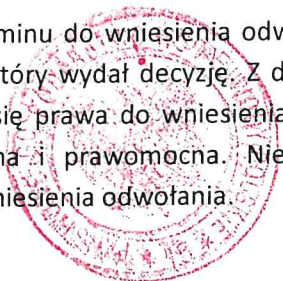 minu do wniesienia odw
tóry wydał decyzję. Z d
się prawa do wniesienia
na i prawomocna. Nie
niesienia odwołania.